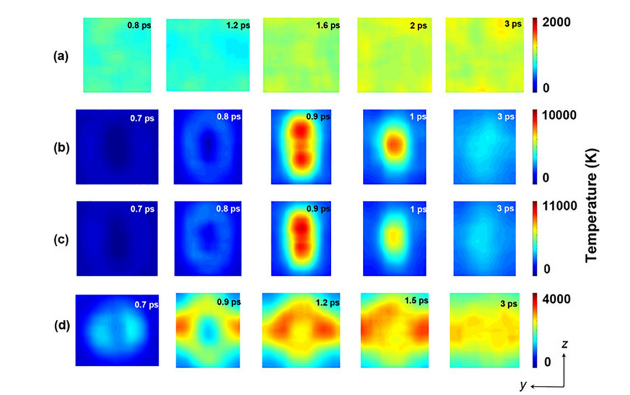 (a) 0.8 ps 1.2 ps 1.6 ps 2 ps 3 ps 2000
0
(b) 0.7 ps 0.8 ps 0.9 ps 1 ps 3 ps 10000
0
(c) 0.7 ps 0.8 ps 0.9 ps 1 ps 3 ps 11000
0
(d) 0.7 ps 0.9 ps 1.2 ps 1.5 ps 3 ps 4000
0
Temperature (K)
z
y